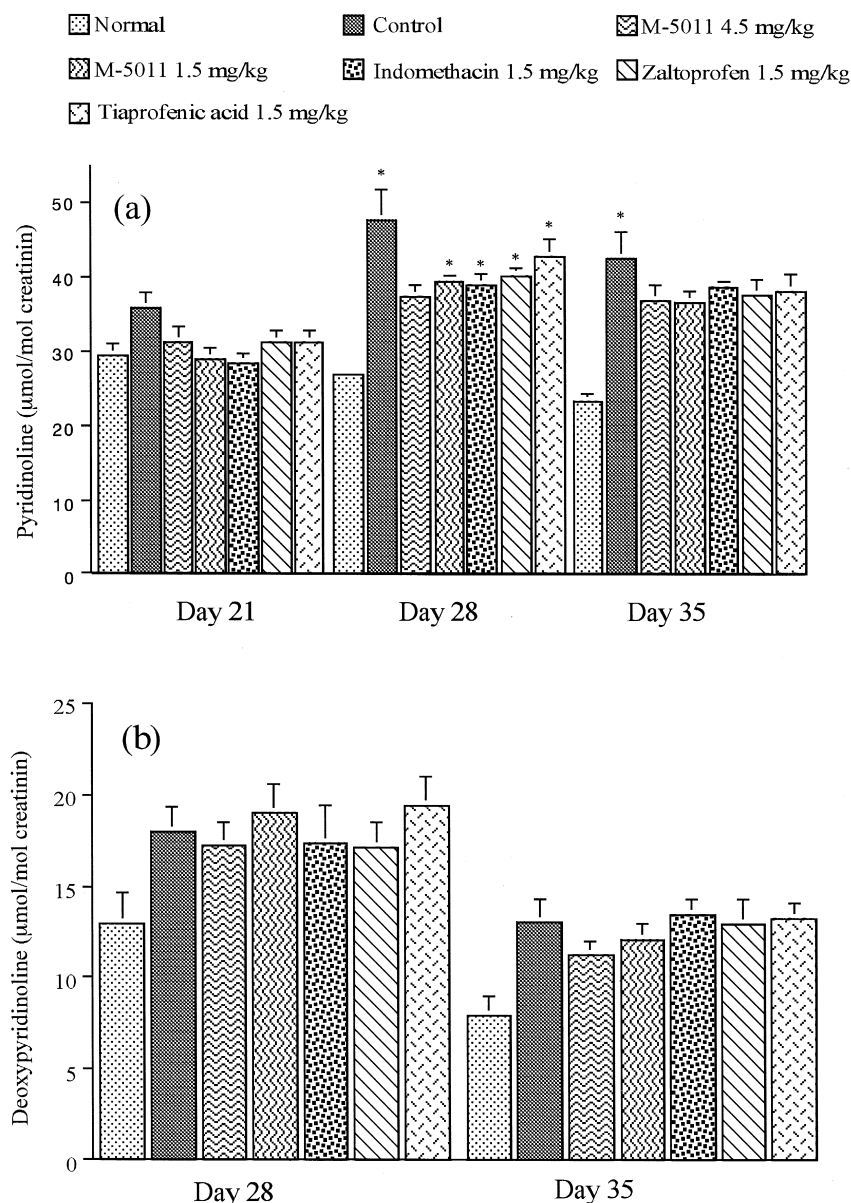 Normal Control M-5011 4.5 mg/kg
M-5011 1.5 mg/kg Indomethacin 1.5 mg/kg Zaltoprofen 1.5 mg/kg
Tiaprofenic acid 1.5 mg/kg
(a)
Pyridinoline (µmol/mol creatinin)
50
40
30
20
10
0
* * * * * *
Day 21 Day 28 Day 35
(b)
Deoxypyridinoline (µmol/mol creatinin)
25
20
15
10
5
0
Day 28 Day 35